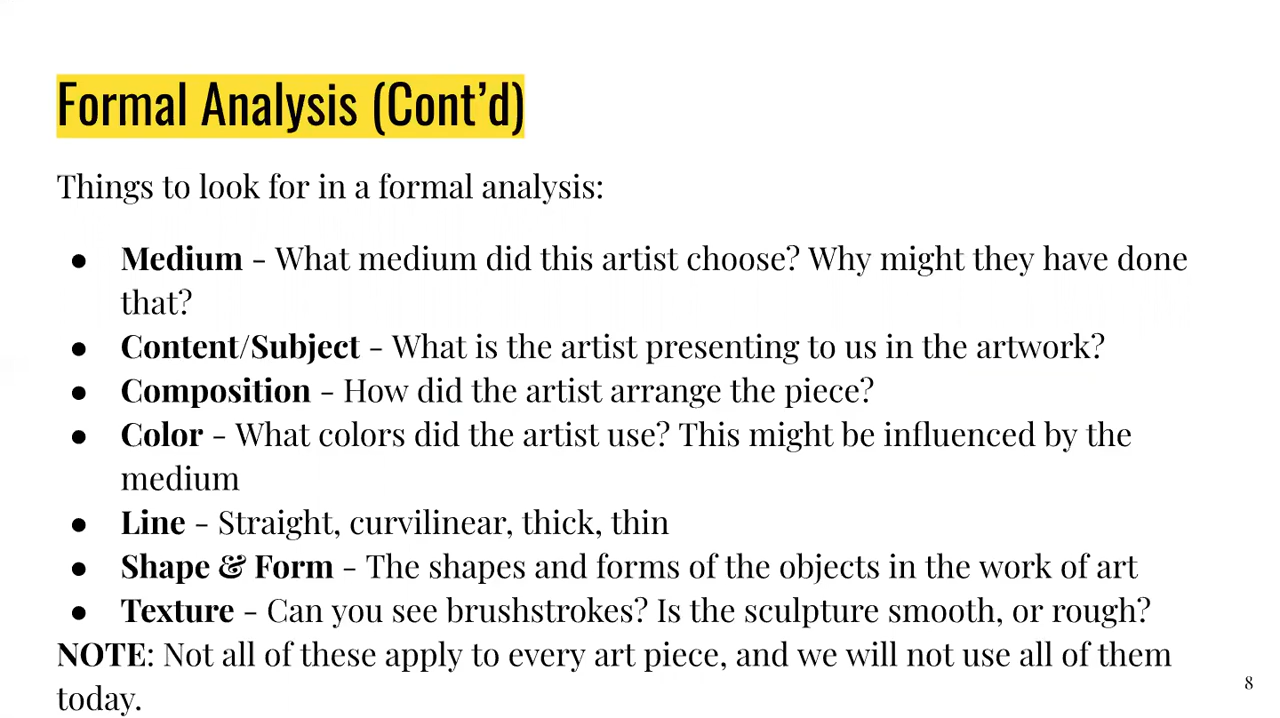 Formal Analysis (Cont’d)
Things to look for in a formal analysis:
● Medium - What medium did this artist choose? Why might they have done
that?
● Content/Subject - What is the artist presenting to us in the artwork?
● Composition - How did the artist arrange the piece?
● Color - What colors did the artist use? This might be influenced by the
medium
● Line - Straight, curvilinear, thick, thin
● Shape & Form - The shapes and forms of the objects in the work of art
● Texture - Can you see brushstrokes? Is the sculpture smooth, or rough?
NOTE: Not all of these apply to every art piece, and we will not use all of them
today.
8